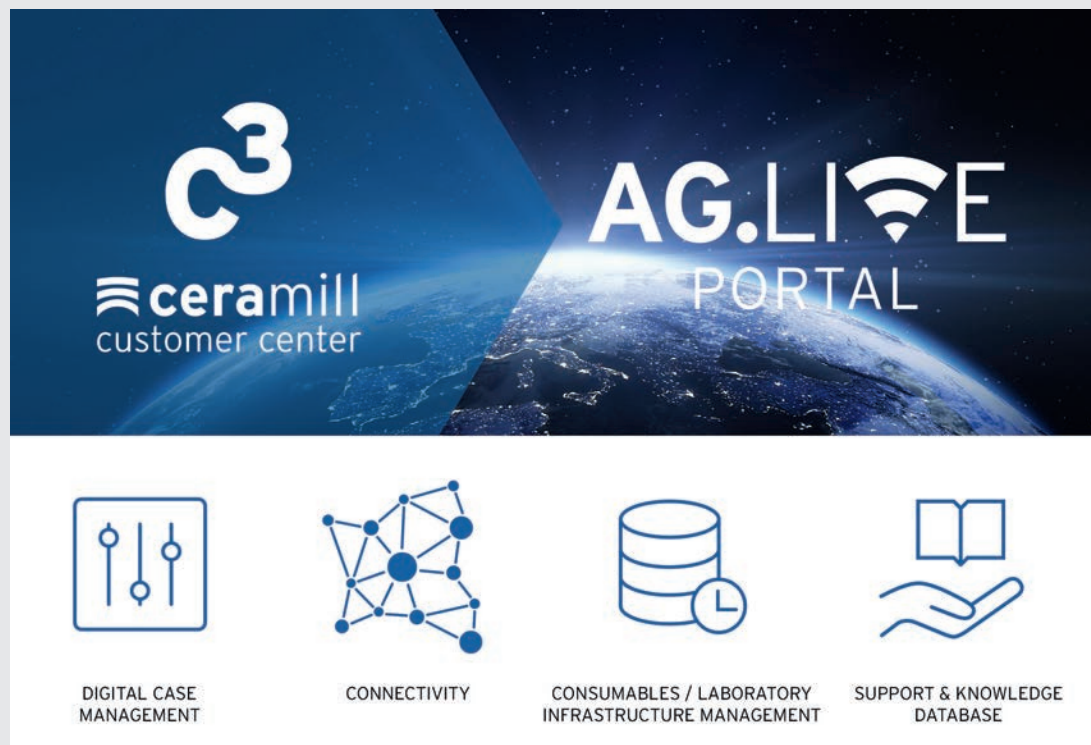 C³
ceramill
customer center
AG.LIVE
PORTAL
DIGITAL CASE
MANAGEMENT
CONNECTIVITY
CONSUMABLES / LABORATORY
INFRASTRUCTURE MANAGEMENT
SUPPORT & KNOWLEDGE
DATABASE